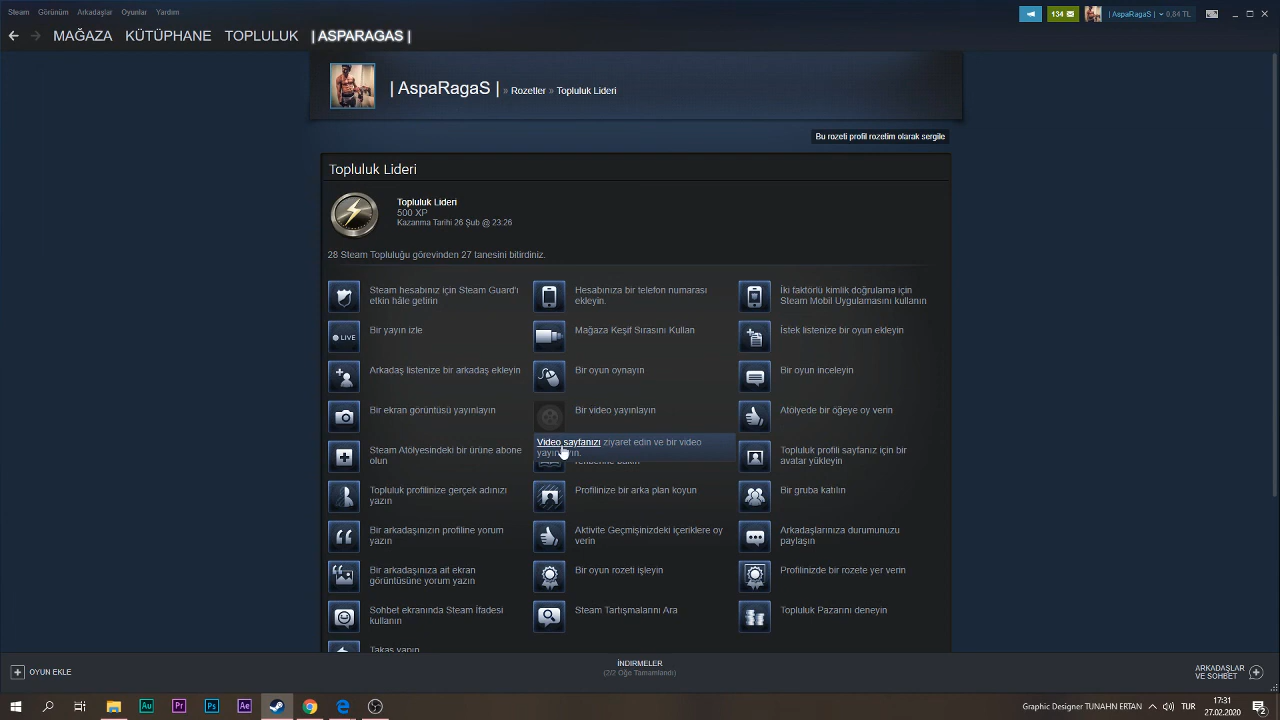 Steam Görünüm Arkadaşlar Oyunlar Yardım
134 | AspaRagaS | 0,84 TL
MAĞAZA KÜTÜPHANE TOPLULUK | ASPARAGAS |
| AspaRagaS | » Rozetler » Topluluk Lideri
Bu rozeti profil rozetim olarak sergile
Topluluk Lideri
Topluluk Lideri
500 XP
Kazanma Tarihi 26 Şub @ 23:26
28 Steam Topluluğu görevinden 27 tanesini bitirdiniz.
Steam hesabınız için Steam Guard'ı
etkin hâle getirin
Hesabınıza bir telefon numarası
ekleyin.
İki faktörlü kimlik doğrulama için
Steam Mobil Uygulamasını kullanın
LIVE
Bir yayın izle
Mağaza Keşif Sırasını Kullan
İstek listenize bir oyun ekleyin
Arkadaş listenize bir arkadaş ekleyin
Bir oyun oynayın
Bir oyun inceleyin
Bir ekran görüntüsü yayınlayın
Bir video yayınlayın
Atölyede bir öğeye oy verin
Video sayfanızı ziyaret edin ve bir video
Steam Atölyesindeki bir ürüne abone
olun
Topluluk profili sayfanız için bir
avatar yükleyin
Topluluk profilinize gerçek adınızı
yazın
Profilinize bir arka plan koyun
Bir gruba katılın
Bir arkadaşınızın profiline yorum
yazın
Aktivite Geçmişinizdeki içeriklere oy
verin
Arkadaşlarınıza durumunuzu
paylaşın
Bir arkadaşınıza ait ekran
görüntüsüne yorum yazın
Bir oyun rozeti işleyin
Profilinizde bir rozete yer verin
Sohbet ekranında Steam İfadesi
kullanın
Steam Tartışmalarını Ara
Topluluk Pazarını deneyin
Takas yapın
OYUN EKLE
İNDİRMELER
(2/2 Öğe Tamamlandı)
ARKADAŞLAR
VE SOHBET
Au Pr Ps Ae
Graphic Designer TUNAHN ERTAN
TUR
17:31
27.02.2020
2